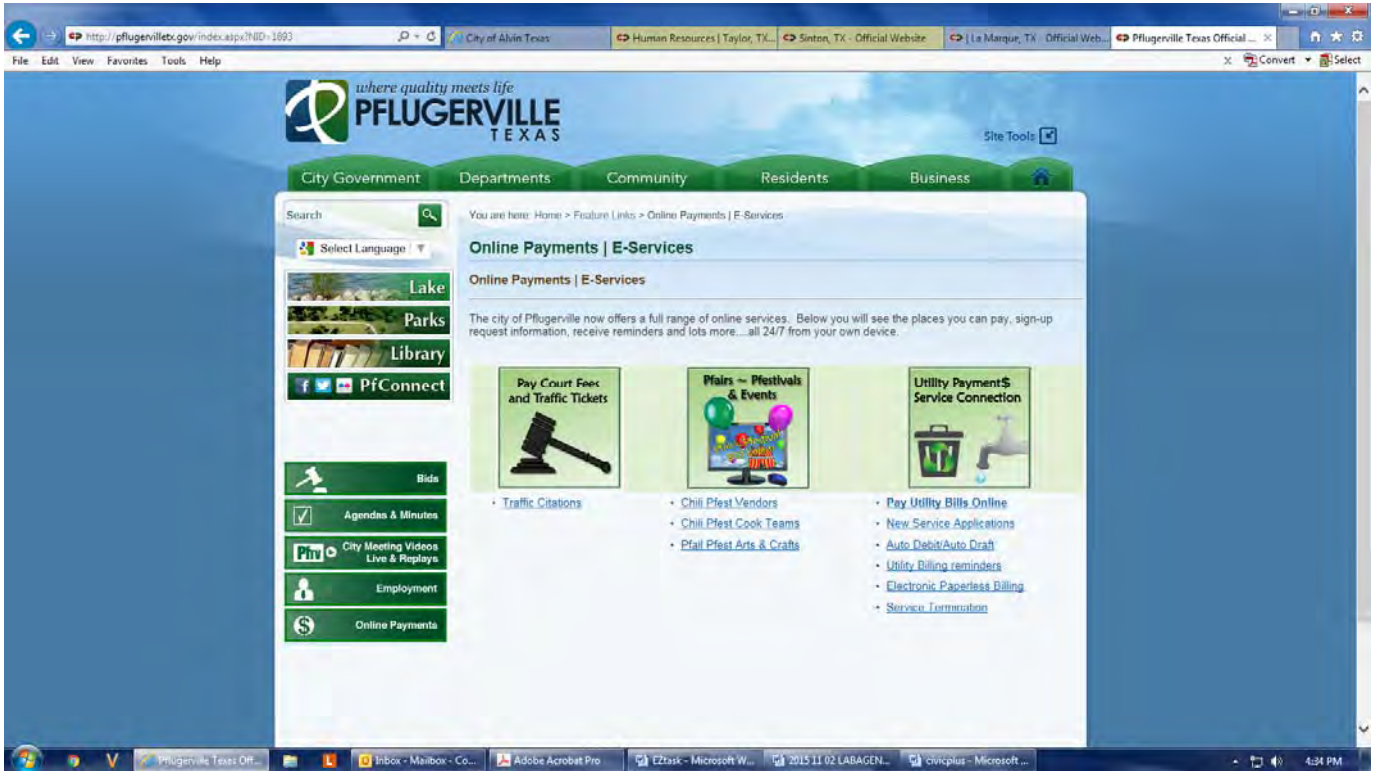 http://pflugervilletx.gov/index.aspx?NID=1893
City of Alvin Texas
Human Resources | Taylor, TX...
Sinton, TX - Official Website
| La Marque, TX Official Web...
Pflugerville Texas Official ...
File Edit View Favorites Tools Help
x Convert Select
where quality meets life
PFLUGERVILLE
TEXAS
Site Tools
City Government Departments Community Residents Business
Search
Select Language
Lake
Parks
Library
PfConnect
Bids
Agendas & Minutes
Pftv City Meeting Videos
Live & Replays
Employment
Online Payments
You are here: Home > Feature Links > Online Payments | E-Services
Online Payments | E-Services
Online Payments | E-Services
The city of Pflugerville now offers a full range of online services. Below you will see the places you can pay, sign-up
request information, receive reminders and lots more....all 24/7 from your own device.
Pay Court Fees
and Traffic Tickets
• Traffic Citations
Pfairs ~ Pfestivals
& Events
• Chili Pfest Vendors
• Chili Pfest Cook Teams
• Pfall Pfest Arts & Crafts
Utility Payment$
Service Connection
• Pay Utility Bills Online
• New Service Applications
• Auto Debit/Auto Draft
• Utility Billing reminders
• Electronic Paperless Billing
• Service Termination
Pflugerville Texas Off...
Inbox - Mailbox - Co...
Adobe Acrobat Pro
EZtask - Microsoft W...
2015 11 02 LABAGEN...
civicplus - Microsoft ...
4:34 PM